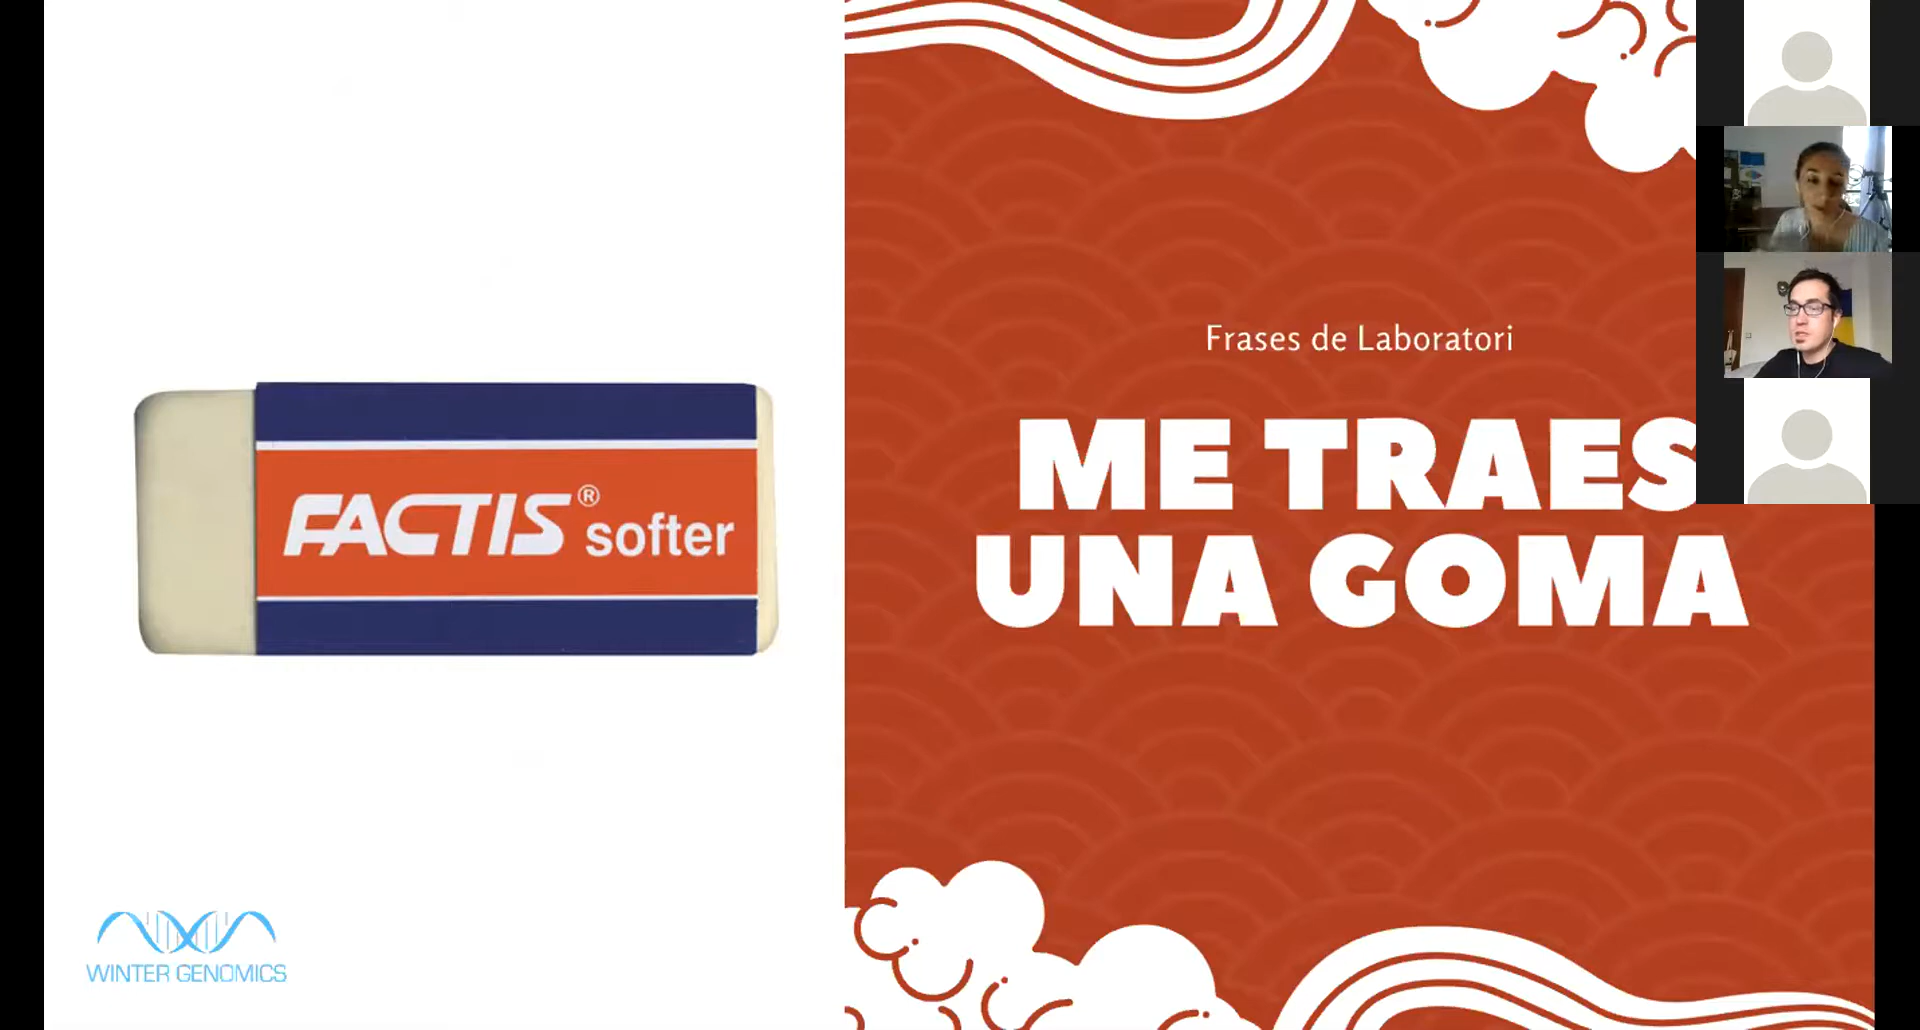 FACTIS® softer
WINTER GENOMICS
Frases de Laboratori
ME TRAES
UNA GOMA